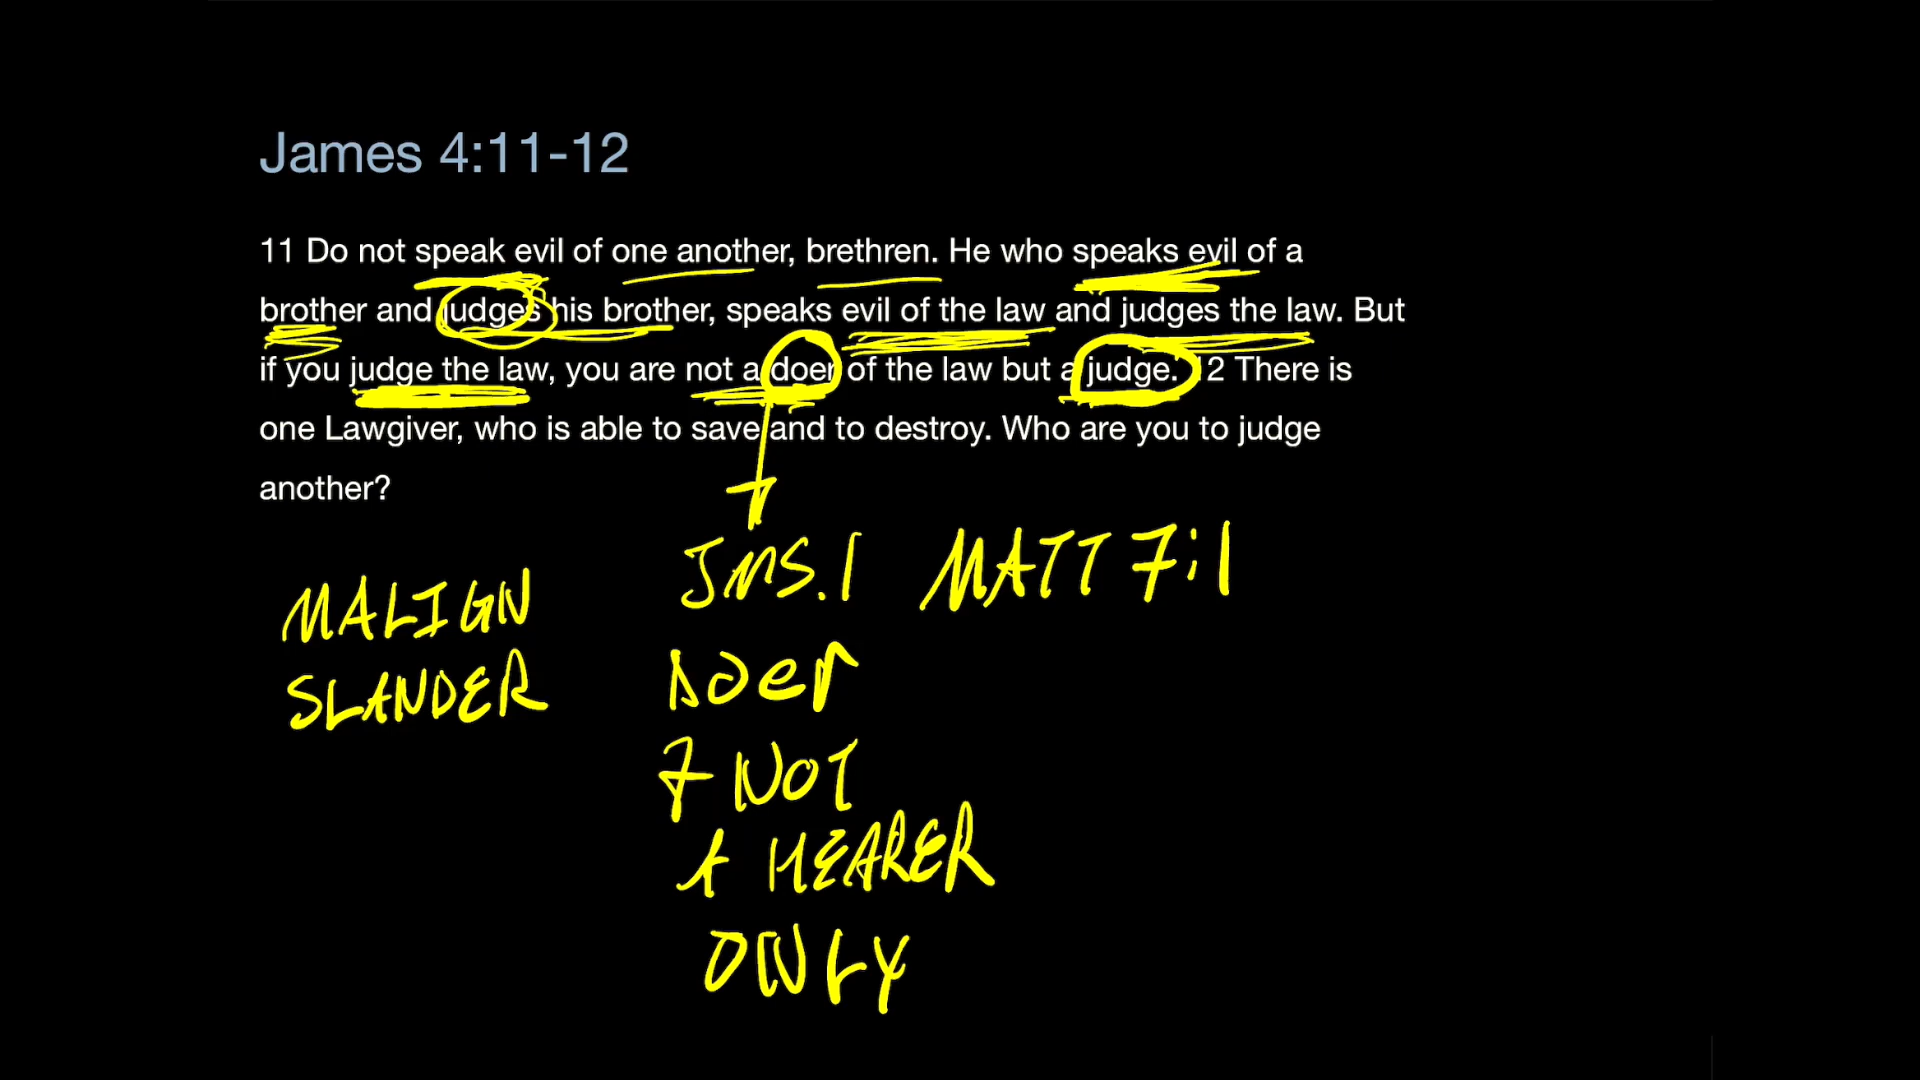 James 4:11-12
11 Do not speak evil of one another, brethren. He who speaks evil of a
brother and judges his brother, speaks evil of the law and judges the law. But
if you judge the law, you are not a doer of the law but a judge. 12 There is
one Lawgiver, who is able to save and to destroy. Who are you to judge
another?
MALIGN
SLANDER
JMS. 1 MATT 7:1
DOer
+ NOT
A HEARER
ONLY